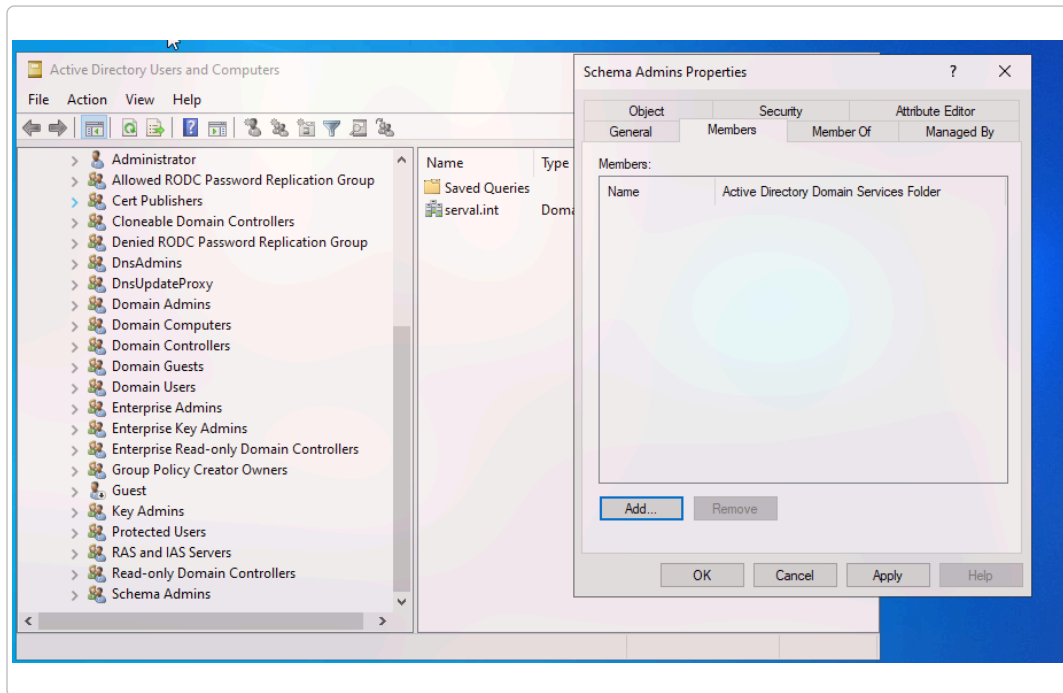 Active Directory Users and Computers
File Action View Help
Administrator
Allowed RODC Password Replication Group
Cert Publishers
Cloneable Domain Controllers
Denied RODC Password Replication Group
DnsAdmins
DnsUpdateProxy
Domain Admins
Domain Computers
Domain Controllers
Domain Guests
Domain Users
Enterprise Admins
Enterprise Key Admins
Enterprise Read-only Domain Controllers
Group Policy Creator Owners
Guest
Key Admins
Protected Users
RAS and IAS Servers
Read-only Domain Controllers
Schema Admins
Name Type
Saved Queries
serval.int Doma
Schema Admins Properties ?
Object Security Attribute Editor
General Members Member Of Managed By
Members:
Name Active Directory Domain Services Folder
Add... Remove
OK Cancel Apply Help